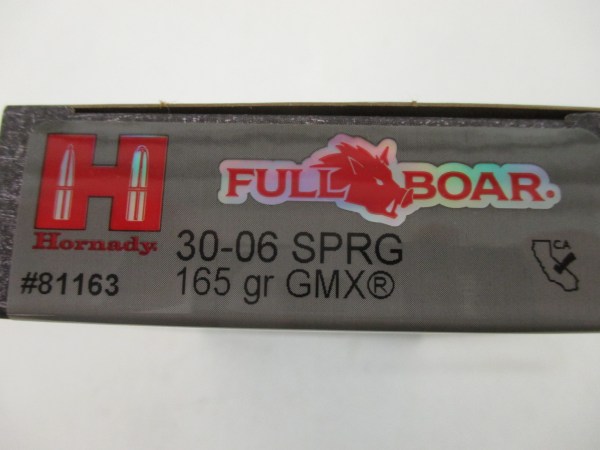 H
Hornady
#81163
FULL BOAR.
30-06 SPRG
165 gr GMX®
CA